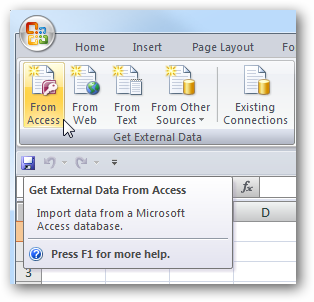 Home Insert Page Layout Fo
From Access
From Web
From Text
From Other Sources
Existing Connections
Get External Data
fx
Get External Data From Access
Import data from a Microsoft
Access database.
Press F1 for more help.
D
3